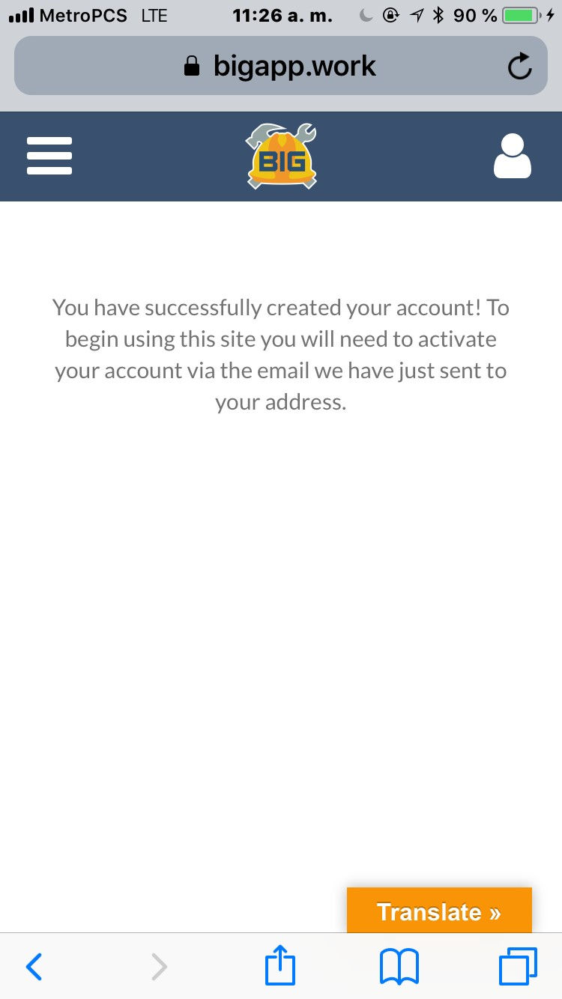 MetroPCS LTE 11:26 a. m. 90 %
bigapp.work
BIG
You have successfully created your account! To
begin using this site you will need to activate
your account via the email we have just sent to
your address.
Translate »